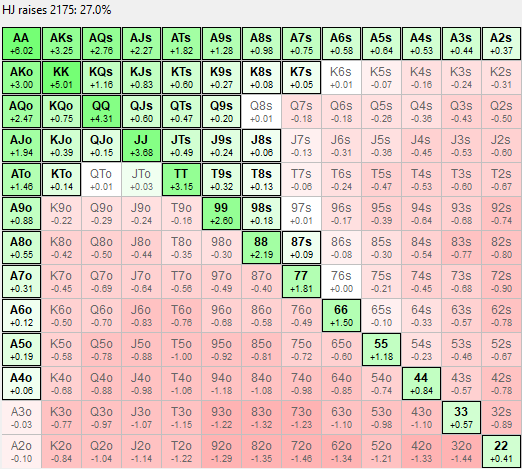 HJ raises 2175: 27.0%
AA AKs AQs AJs ATs A9s A8s A7s A6s A5s A4s A3s A2s
+6.02 +3.25 +2.76 +2.27 +1.82 +1.28 +0.98 +0.75 +0.58 +0.64 +0.53 +0.44 +0.37
AKo KK KQs KJs KTs K9s K8s K7s K6s K5s K4s K3s K2s
+3.00 +5.01 +1.16 +0.83 +0.60 +0.27 +0.08 +0.05 +0.01 -0.07 -0.16 -0.24 -0.31
AQo KQo QQ QJs QTs Q9s Q8s Q7s Q6s Q5s Q4s Q3s Q2s
+2.47 +0.75 +4.31 +0.60 +0.47 +0.20 +0.01 -0.18 -0.18 -0.26 -0.36 -0.43 -0.50
AJo KJo QJo JJ JTs J9s J8s J7s J6s J5s J4s J3s J2s
+1.94 +0.39 +0.15 +3.68 +0.49 +0.24 +0.06 -0.13 -0.31 -0.36 -0.45 -0.53 -0.60
ATo KTo QTo JTo TT T9s T8s T7s T6s T5s T4s T3s T2s
+1.46 +0.14 +0.01 +0.03 +3.15 +0.32 +0.13 -0.06 -0.24 -0.47 -0.53 -0.60 -0.67
A9o K9o Q9o J9o T9o 99 98s 97s 96s 95s 94s 93s 92s
+0.88 -0.22 -0.29 -0.24 -0.16 +2.60 +0.18 +0.01 -0.17 -0.39 -0.64 -0.68 -0.74
A8o K8o Q8o J8o T8o 98o 88 87s 86s 85s 84s 83s 82s
+0.55 -0.42 -0.50 -0.44 -0.35 -0.30 +2.19 +0.09 -0.08 -0.30 -0.54 -0.77 -0.80
A7o K7o Q7o J7o T7o 97o 87o 77 76s 75s 74s 73s 72s
+0.31 -0.45 -0.69 -0.64 -0.56 -0.49 -0.40 +1.81 +0.00 -0.21 -0.45 -0.68 -0.90
A6o K6o Q6o J6o T6o 96o 86o 76o 66 65s 64s 63s 62s
+0.12 -0.50 -0.70 -0.83 -0.76 -0.68 -0.58 -0.49 +1.50 -0.10 -0.33 -0.57 -0.78
A5o K5o Q5o J5o T5o 95o 85o 75o 65o 55 54s 53s 52s
+0.19 -0.58 -0.78 -0.88 -1.00 -0.92 -0.81 -0.72 -0.60 +1.18 -0.23 -0.46 -0.67
A4o K4o Q4o J4o T4o 94o 84o 74o 64o 54o 44 43s 42s
+0.06 -0.68 -0.88 -0.98 -1.06 -1.18 -1.08 -0.98 -0.85 -0.74 +0.84 -0.57 -0.78
A3o K3o Q3o J3o T3o 93o 83o 73o 63o 53o 43o 33 32s
-0.03 -0.77 -0.97 -1.07 -1.15 -1.22 -1.32 -1.23 -1.10 -0.98 -1.10 +0.57 -0.89
A2o K2o Q2o J2o T2o 92o 82o 72o 62o 52o 42o 32o 22
-0.10 -0.84 -1.04 -1.14 -1.22 -1.29 -1.35 -1.46 -1.34 -1.21 -1.33 -1.44 +0.41